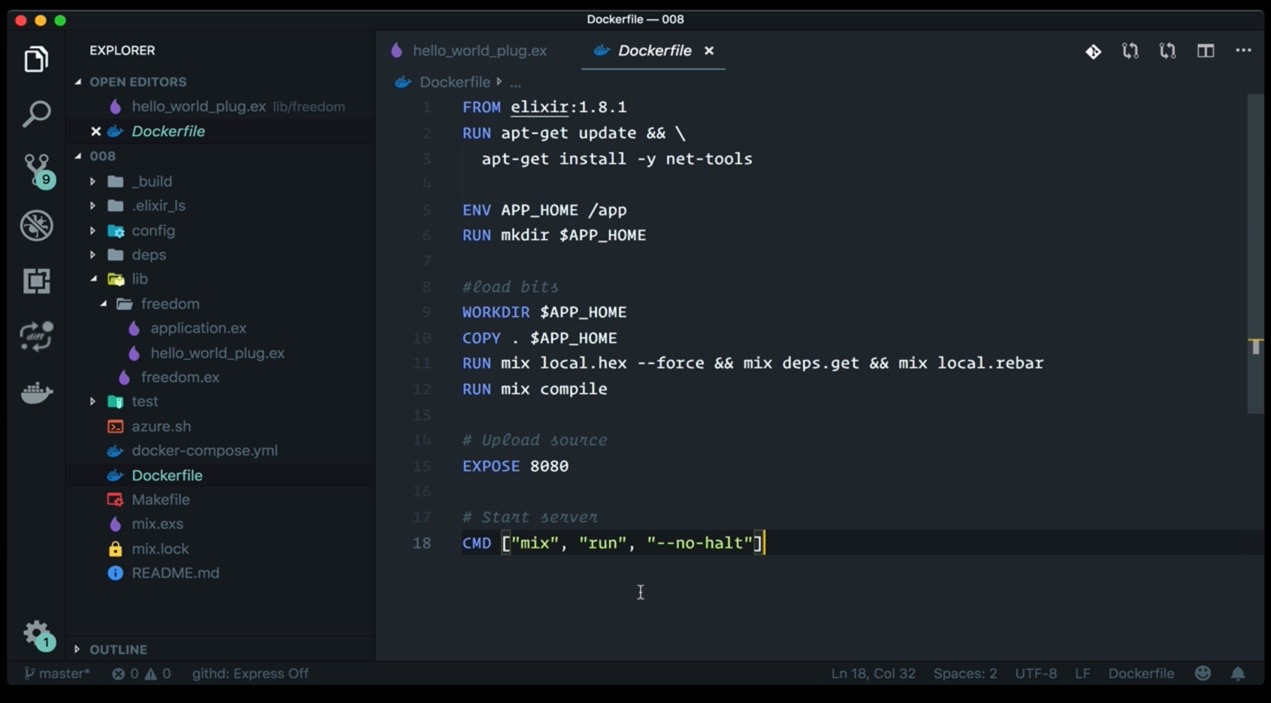 Dockerfile — 008
EXPLORER
OPEN EDITORS
hello_world_plug.ex lib/freedom
Dockerfile
008
_build
.elixir_ls
config
deps
lib
freedom
application.ex
hello_world_plug.ex
freedom.ex
test
azure.sh
docker-compose.yml
Dockerfile
Makefile
mix.exs
mix.lock
README.md
OUTLINE
9
diff
1
hello_world_plug.ex
Dockerfile
Dockerfile ...
1 FROM elixir:1.8.1
2 RUN apt-get update && \
3 apt-get install -y net-tools
4
5 ENV APP_HOME /app
6 RUN mkdir $APP_HOME
7
8 #load bits
9 WORKDIR $APP_HOME
10 COPY . $APP_HOME
11 RUN mix local.hex --force && mix deps.get && mix local.rebar
12 RUN mix compile
13
14 # Upload source
15 EXPOSE 8080
16
17 # Start server
18 CMD ["mix", "run", "--no-halt"]
master* 0 0 githd: Express Off Ln 18, Col 32 Spaces: 2 UTF-8 LF Dockerfile